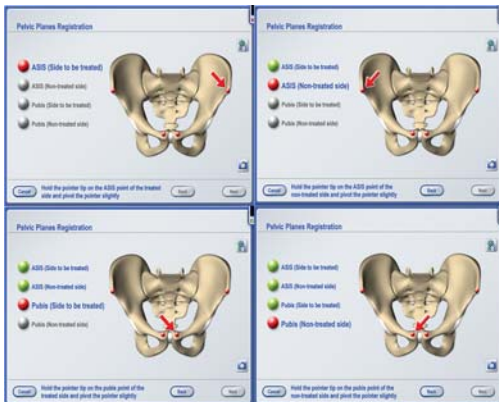 Pelvic Planes Registration
ASIS (Side to be treated)
ASIS (Non-treated side)
Pubis (Side to be treated)
Pubis (Non-treated side)
Cancel
Hold the pointer tip on the ASIS point of the treated
side and pivot the pointer slightly
Back
Next
Pelvic Planes Registration
ASIS (Side to be treated)
ASIS (Non-treated side)
Pubis (Side to be treated)
Pubis (Non-treated side)
Cancel
Hold the pointer tip on the ASIS point of the
non-treated side and pivot the pointer slightly
Back
Next
Pelvic Planes Registration
ASIS (Side to be treated)
ASIS (Non-treated side)
Pubis (Side to be treated)
Pubis (Non-treated side)
Cancel
Hold the pointer tip on the pubis point of the
treated side and pivot the pointer slightly
Back
Next
Pelvic Planes Registration
ASIS (Side to be treated)
ASIS (Non-treated side)
Pubis (Side to be treated)
Pubis (Non-treated side)
Cancel
Hold the pointer tip on the pubis point of the
non-treated side and pivot the pointer slightly
Back
Next